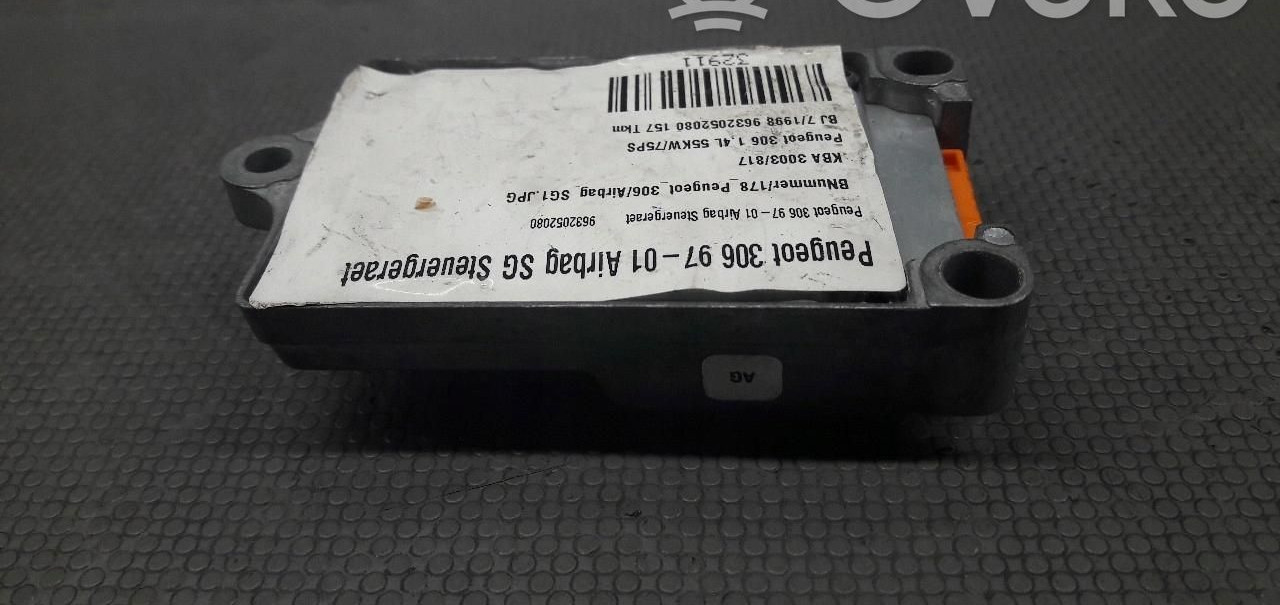 Peugeot 306 97-01 Airbag SG Steuergeraet
Peugeot 306 97-01 Airbag Steuergeraet 9632052080
BNummer/178_Peugeot_306/Airbag_SG1.JPG
KBA 3003/817
Peugeot 306 1,4L 55KW/75PS
BJ 7/1998 9632052080 157 Tkm
32911
AG